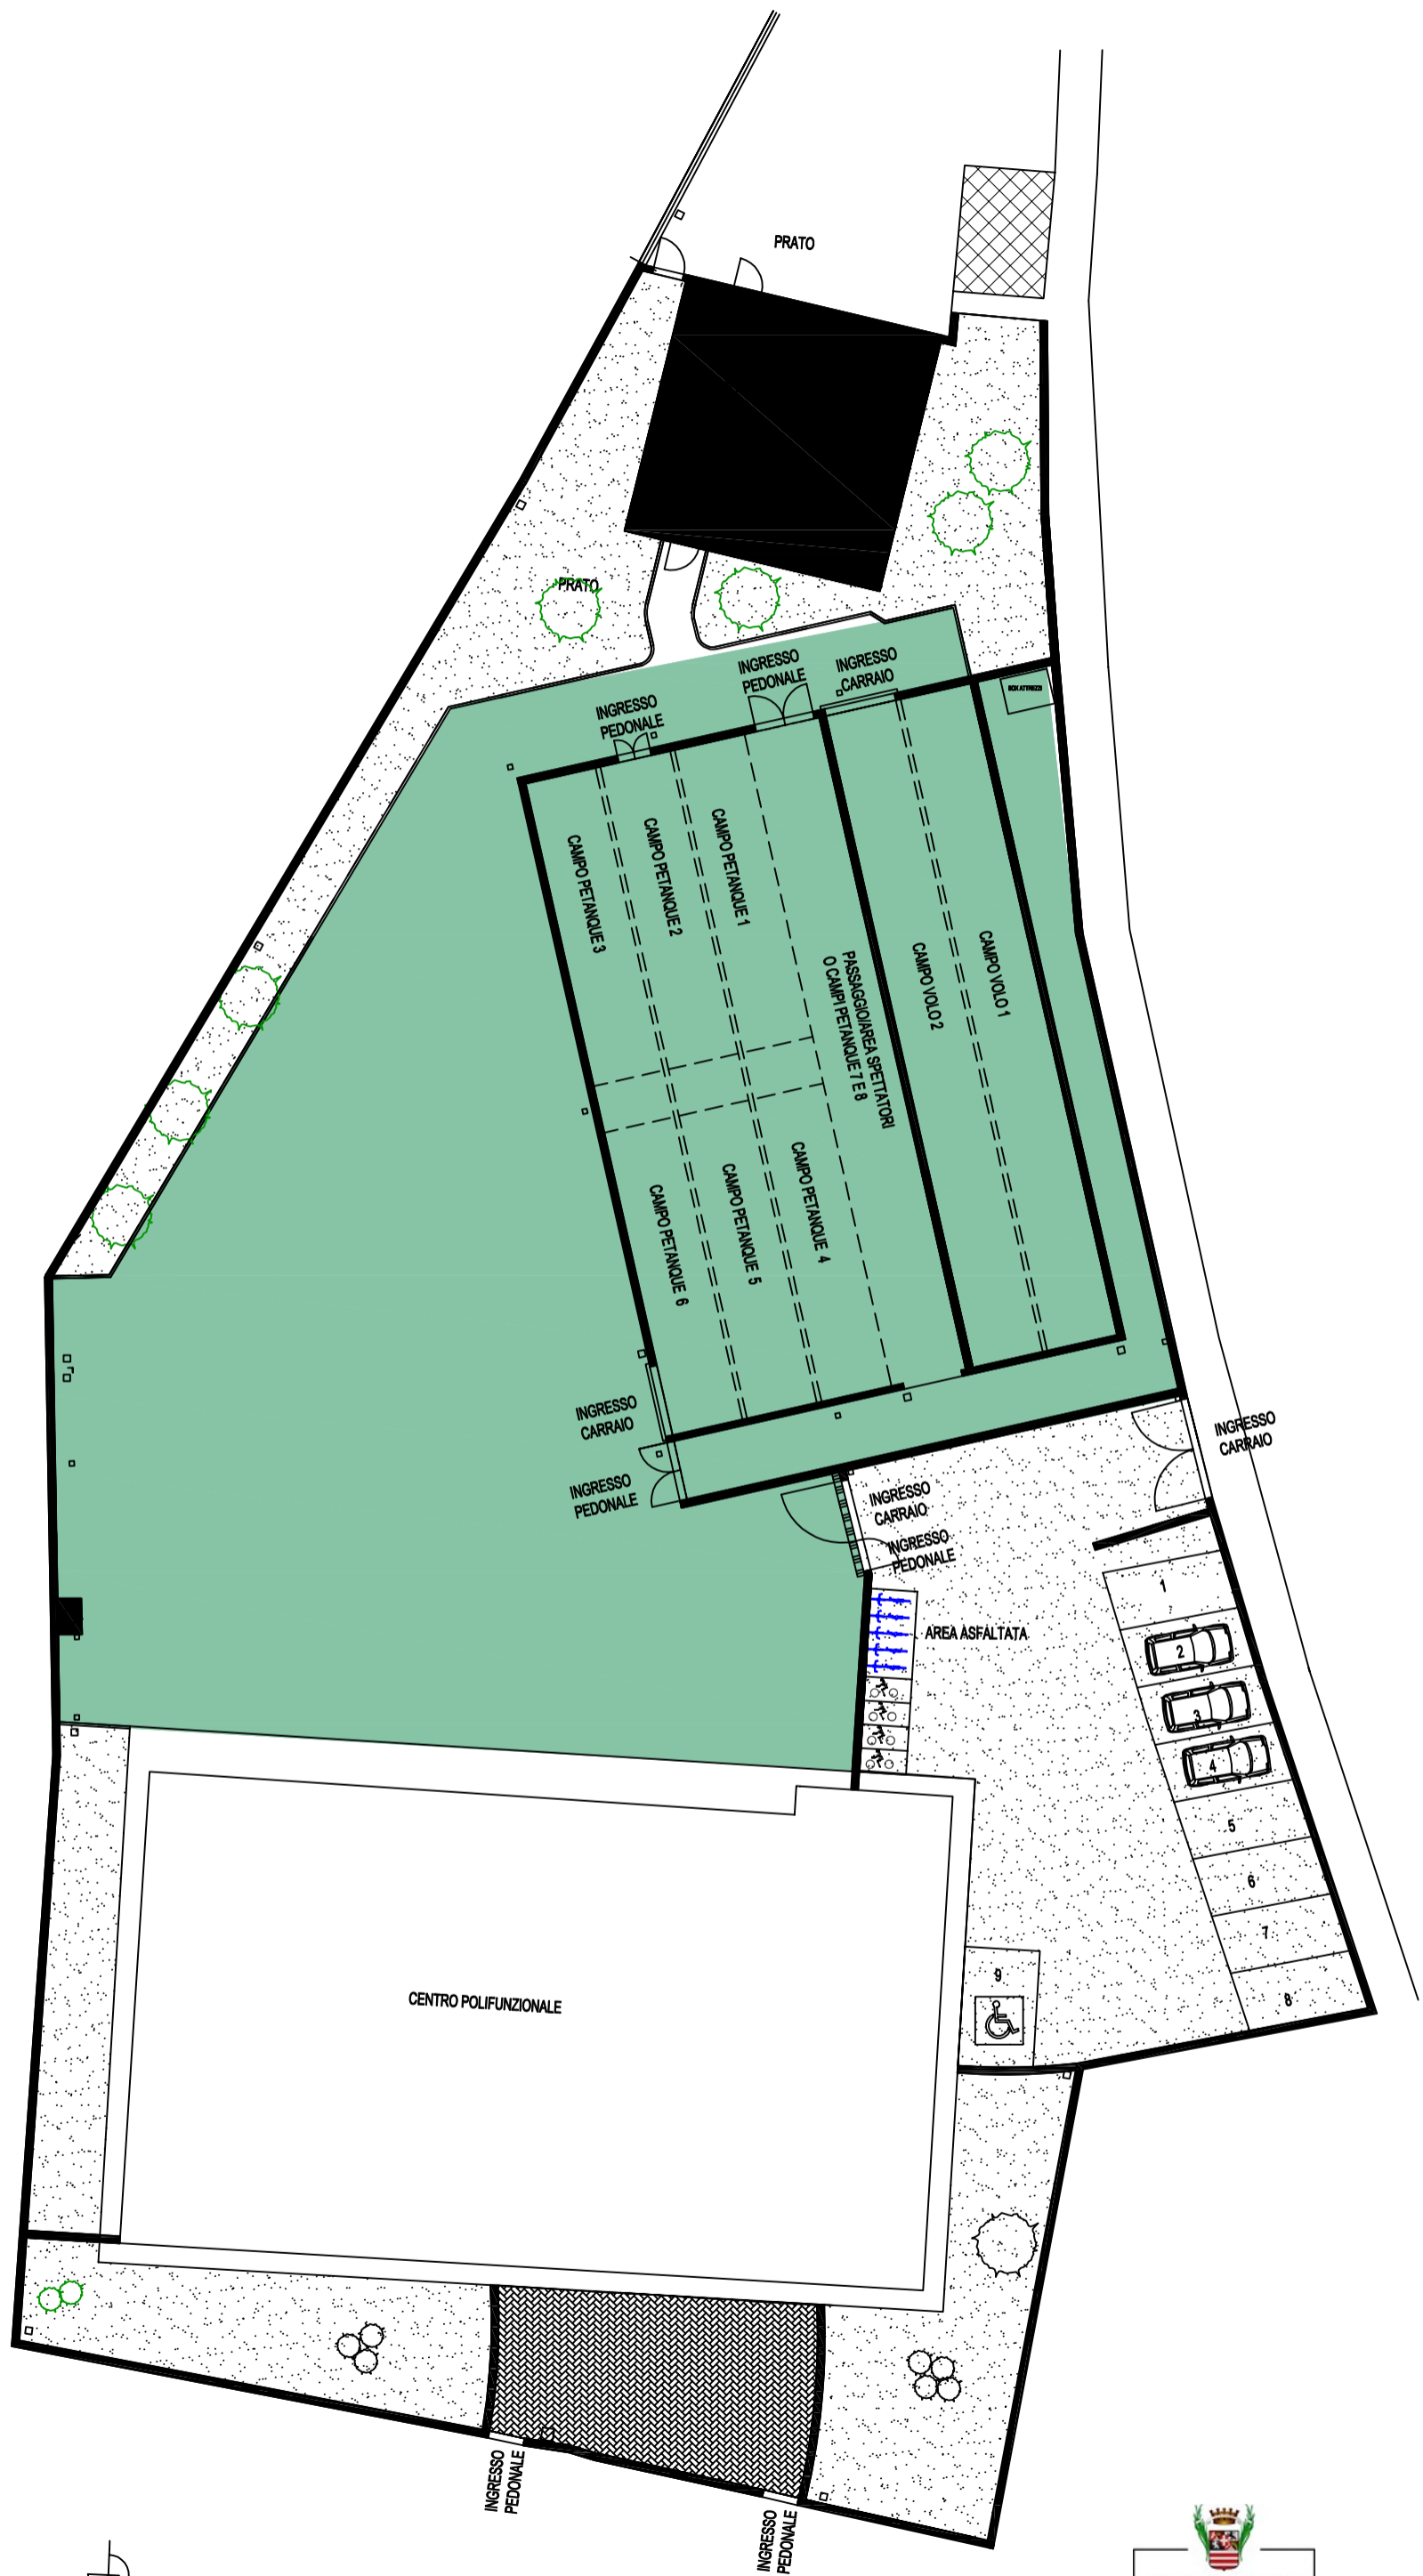 PRATO
PRATO
INGRESSO
PEDONALE
INGRESSO
CARRAIO
BOX ATTREZZI
INGRESSO
PEDONALE
CAMPO PETANQUE 3
CAMPO PETANQUE 2
CAMPO PETANQUE 1
PASSAGGIO/AREA SPETTATORI
O CAMPI PETANQUE 7 E 8
CAMPO VOLO 2
CAMPO VOLO 1
CAMPO PETANQUE 6
CAMPO PETANQUE 5
CAMPO PETANQUE 4
INGRESSO
CARRAIO
INGRESSO
PEDONALE
INGRESSO
CARRAIO
INGRESSO
CARRAIO
INGRESSO
PEDONALE
AREA ASFALTATA
1
2
3
4
5
6
7
8
9
CENTRO POLIFUNZIONALE
INGRESSO
PEDONALE
INGRESSO
PEDONALE